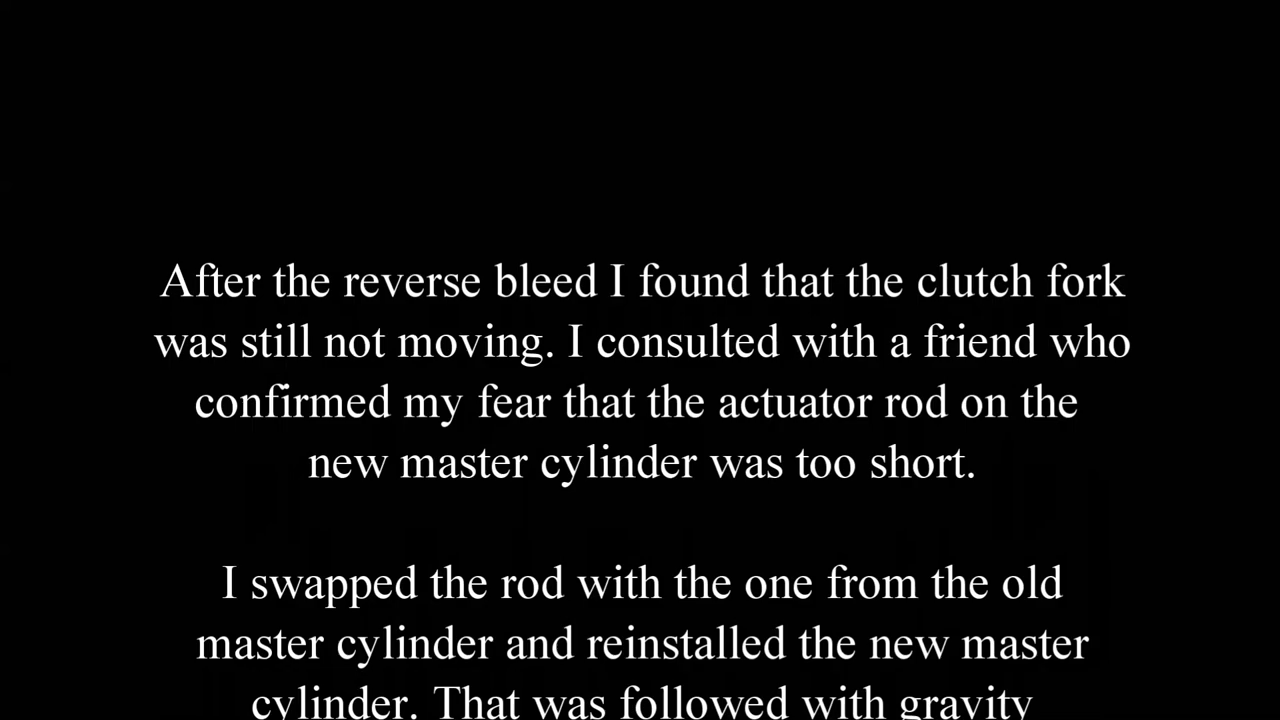 After the reverse bleed I found that the clutch fork
was still not moving. I consulted with a friend who
confirmed my fear that the actuator rod on the
new master cylinder was too short.
I swapped the rod with the one from the old
master cylinder and reinstalled the new master
cylinder. That was followed with gravity